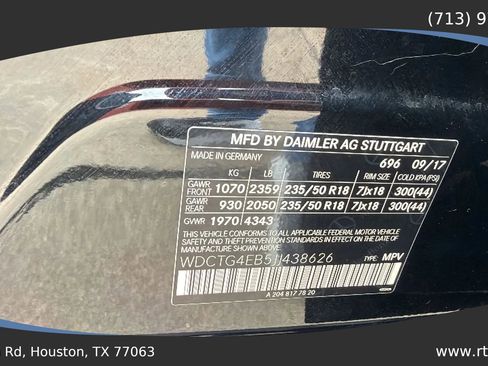 (713) 9
MFD BY DAIMLER AG STUTTGART
MADE IN GERMANY 696 09/17
KG LB TIRES RIM SIZE COLD KPA (PSI)
GAWR FRONT 1070 2359 235/50 R18 7Jx18 300(44)
GAWR REAR 930 2050 235/50 R18 7Jx18 300(44)
GVWR 1970 4343
THIS VEHICLE CONFORMS TO ALL
APPLICABLE FEDERAL MOTOR VEHICLE SAFETY
STANDARDS IN EFFECT ON THE DATE OF
MANUFACTURE SHOWN ABOVE.
WDCTG4EB5JJ438626 TYPE: MPV
A 204 817 78 20
Rd, Houston, TX 77063
www.rt